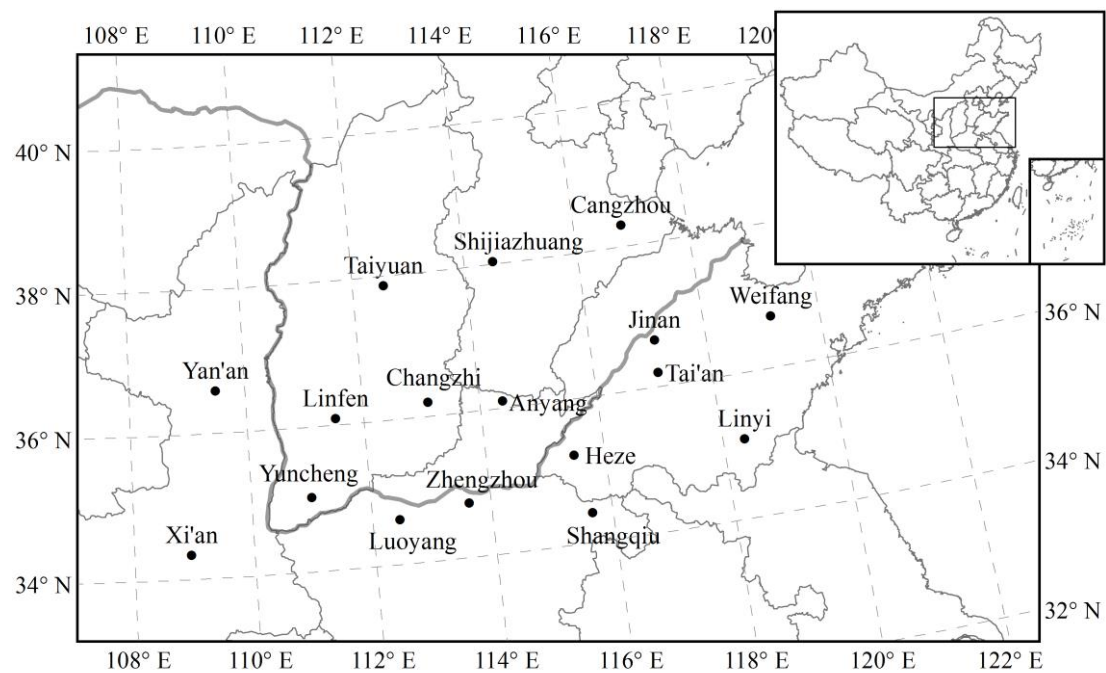 108° E 110° E 112° E 114° E 116° E 118° E 120°
40° N
Cangzhou
Shijiazhuang
Taiyuan
38° N
Weifang
36° N
Jinan
Yan'an
Changzhi
Tai'an
Linfen
Anyang
Linyi
36° N
Heze
34° N
Yuncheng
Zhengzhou
Xi'an
Luoyang
Shangqiu
34° N
32° N
108° E 110° E 112° E 114° E 116° E 118° E 120° E 122° E